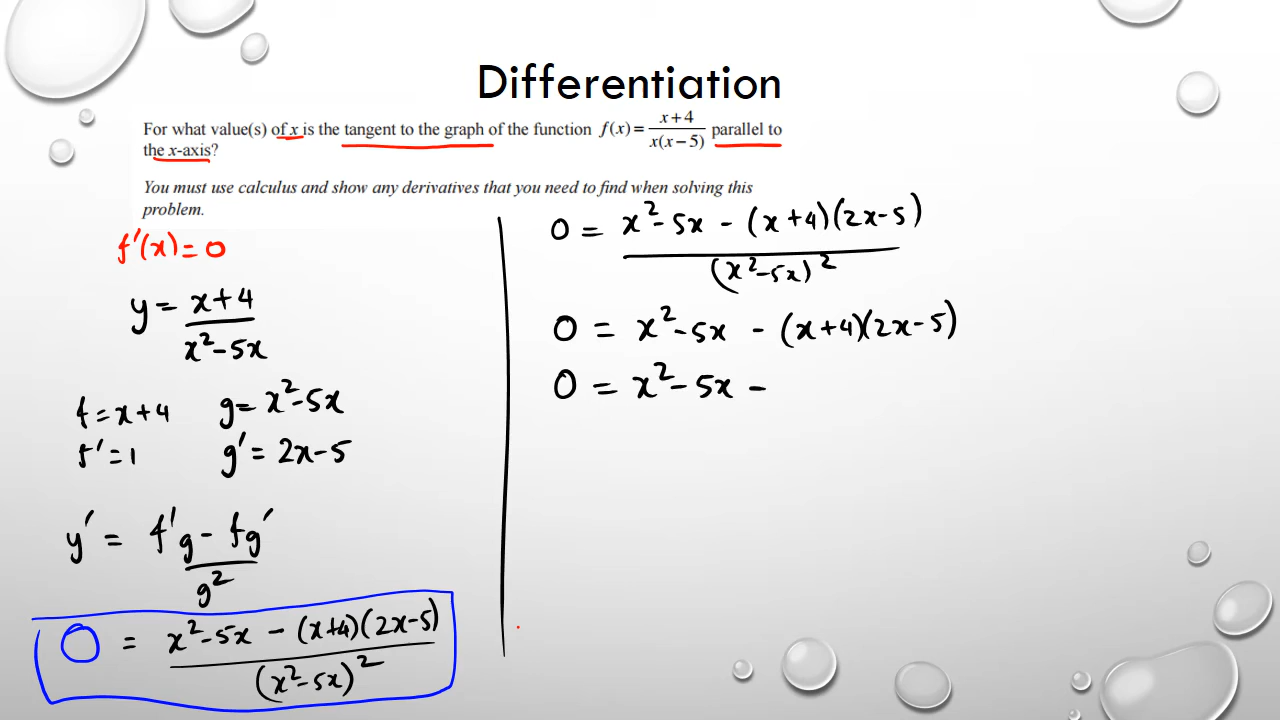 Differentiation
For what value(s) of x is the tangent to the graph of the function f(x) = (x+4)/(x(x−5)) parallel to
the x-axis?
You must use calculus and show any derivatives that you need to find when solving this
problem.
f'(x) = 0
y = (x+4)/(x²-5x)
f = x+4 g = x²-5x
f' = 1 g' = 2x-5
y' = (f'g - fg')/g²
0 = (x²-5x - (x+4)(2x-5))/(x²-5x)²
0 = (x²-5x - (x+4)(2x-5))/(x²-5x)²
0 = x²-5x - (x+4)(2x-5)
0 = x²-5x -